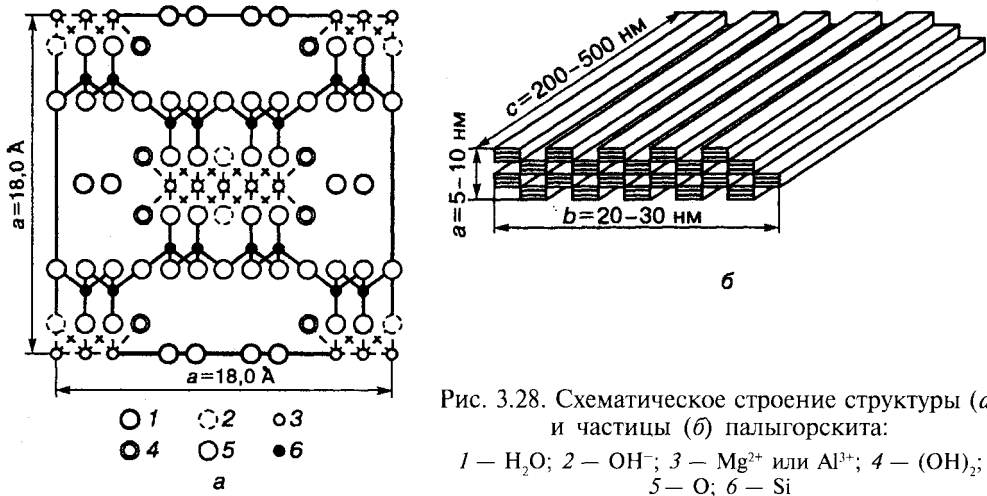 a=18,0 Å
a=18,0 Å
1 2 3
4 5 6
а
c=200–500 нм
a=5–10 нм
b=20–30 нм
б
Рис. 3.28. Схематическое строение структуры (а
и частицы (б) палыгорскита:
1 — H₂O; 2 — OH⁻; 3 — Mg²⁺ или Al³⁺; 4 — (OH)₂;
5 — O; 6 — Si